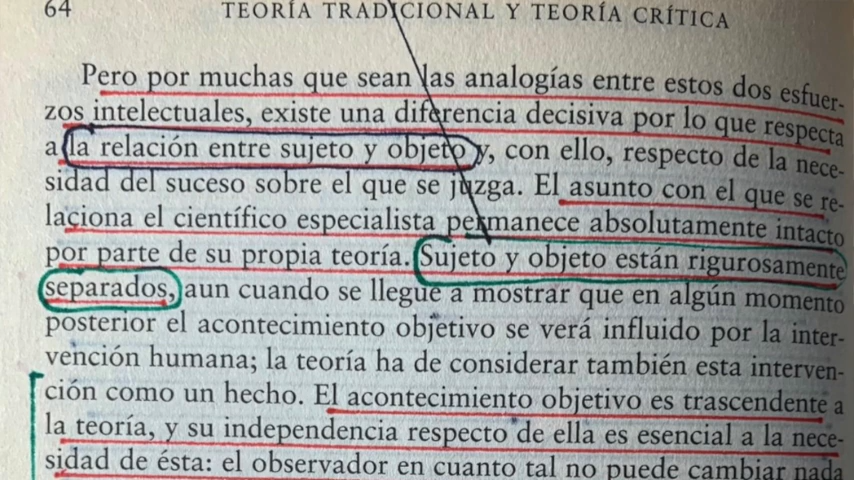 64 TEORÍA TRADICIONAL Y TEORÍA CRÍTICA
Pero por muchas que sean las analogías entre estos dos esfuer-
zos intelectuales, existe una diferencia decisiva por lo que respecta
a la relación entre sujeto y objeto y, con ello, respecto de la nece-
sidad del suceso sobre el que se juzga. El asunto con el que se re-
laciona el científico especialista permanece absolutamente intacto
por parte de su propia teoría. Sujeto y objeto están rigurosamente
separados, aun cuando se llegue a mostrar que en algún momento
posterior el acontecimiento objetivo se verá influido por la inter-
vención humana; la teoría ha de considerar también esta interven-
ción como un hecho. El acontecimiento objetivo es trascendente a
la teoría, y su independencia respecto de ella es esencial a la nece-
sidad de ésta: el observador en cuanto tal no puede cambiar nada